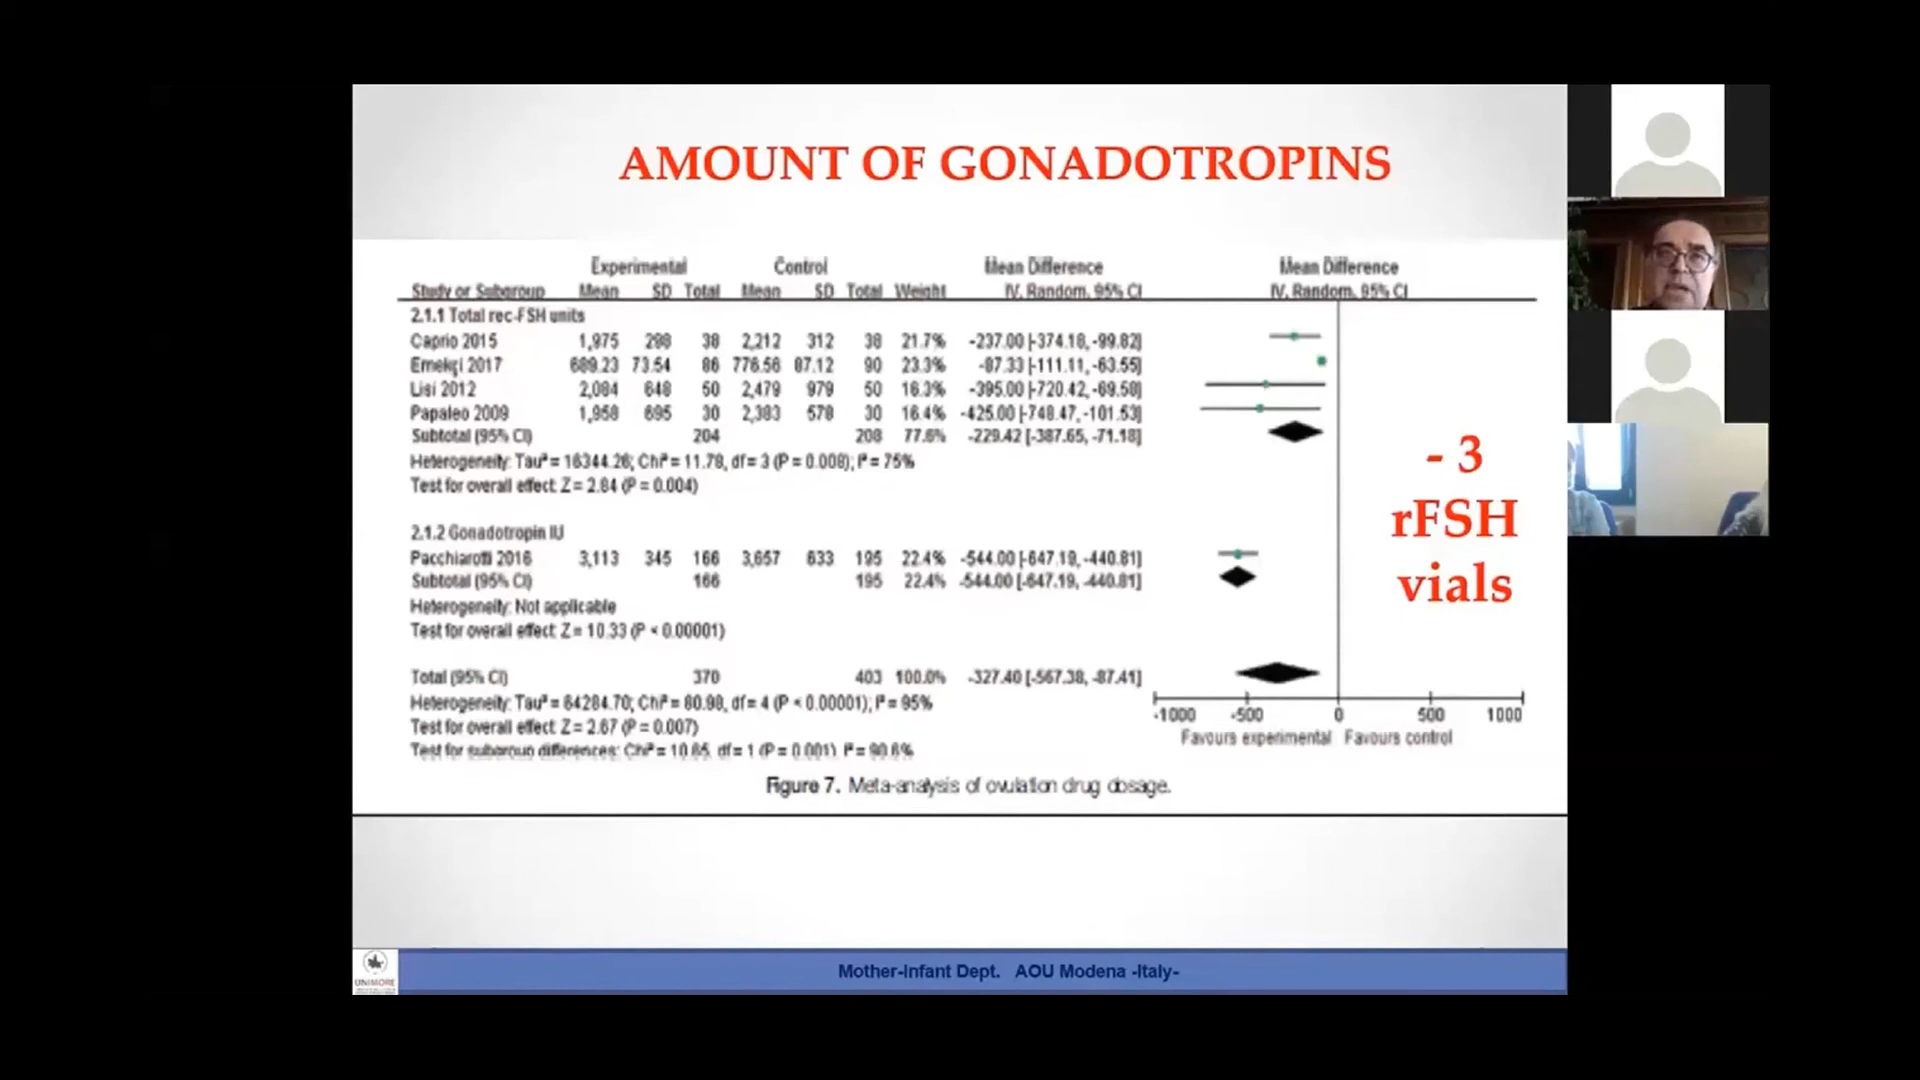 AMOUNT OF GONADOTROPINS
Experimental Control Mean Difference Mean Difference
Study or Subgroup Mean SD Total Mean SD Total Weight IV, Random, 95% CI IV, Random, 95% CI
2.1.1 Total rec-FSH units
Caprio 2015 1,975 298 38 2,212 312 38 21.7% -237.00 [-374.18, -99.82]
Emekçi 2017 689.23 73.54 86 776.56 87.12 90 23.3% -87.33 [-111.11, -63.55]
Lisi 2012 2,084 648 50 2,479 979 50 16.3% -395.00 [-720.42, -69.58]
Papaleo 2009 1,958 695 30 2,383 578 30 16.4% -425.00 [-748.47, -101.53]
Subtotal (95% CI) 204 208 77.6% -229.42 [-387.65, -71.18]
Heterogeneity: Tau² = 16344.26; Chi² = 11.78, df = 3 (P = 0.008); I² = 75%
Test for overall effect: Z = 2.84 (P = 0.004)
2.1.2 Gonadotropin IU
Pacchiarotti 2016 3,113 345 166 3,657 633 195 22.4% -544.00 [-647.19, -440.81]
Subtotal (95% CI) 166 195 22.4% -544.00 [-647.19, -440.81]
Heterogeneity: Not applicable
Test for overall effect: Z = 10.33 (P < 0.00001)
Total (95% CI) 370 403 100.0% -327.40 [-567.38, -87.41]
Heterogeneity: Tau² = 64284.70; Chi² = 80.98, df = 4 (P < 0.00001); I² = 95%
Test for overall effect: Z = 2.67 (P = 0.007)
Test for subgroup differences: Chi² = 10.65, df = 1 (P = 0.001), I² = 90.6%
-1000 -500 0 500 1000
Favours experimental Favours control
- 3
rFSH
vials
Figure 7. Meta-analysis of ovulation drug dosage.
UNIMORE
Mother-Infant Dept. AOU Modena -Italy-